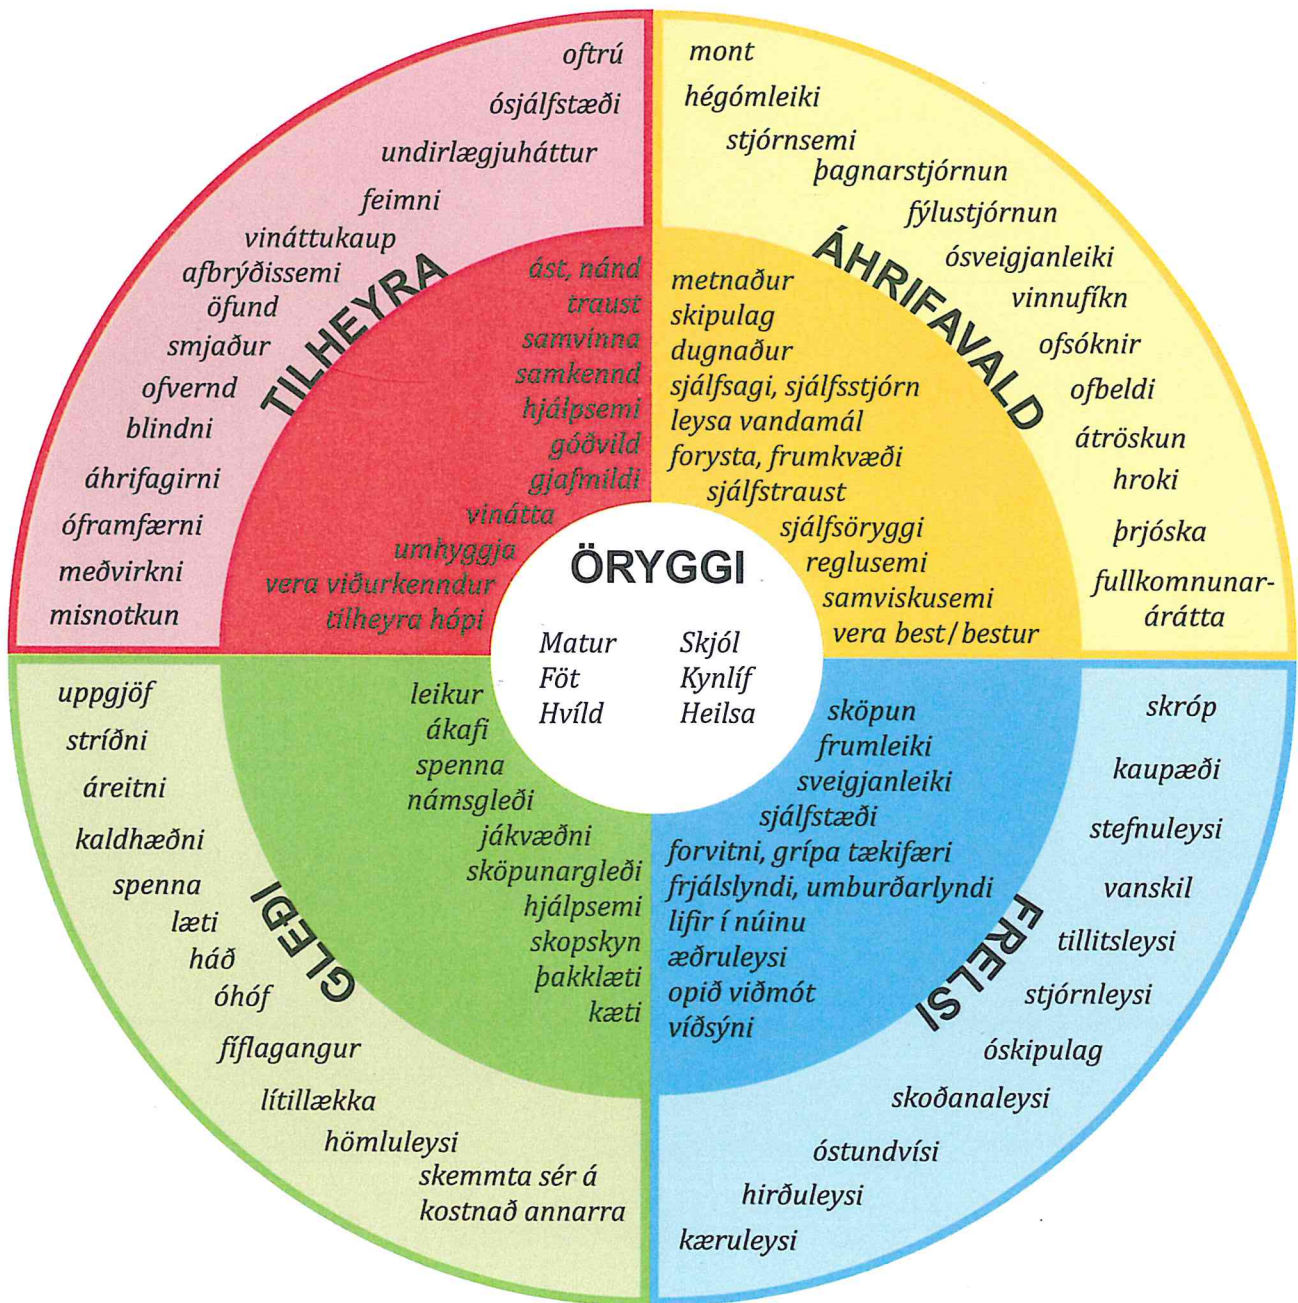 oftrú
ósjálfstæði
undirlægjuháttur
feimni
vináttukaup
afbrýðissemi
öfund
smjaður
ofvernd
blindni
áhrifagirni
óframfærni
meðvirkni
misnotkun
TILHEYRA
ást, nánd
traust
samvinna
samkennd
hjálpsemi
góðvild
gjafmildi
vinátta
umhyggja
vera viðurkenndur
tilheyra hópi
mont
hégómleiki
stjórnsemi
þagnarstjórnun
fýlustjórnun
ósveigjanleiki
vinnufíkn
ofsóknir
ofbeldi
átröskun
hroki
þrjóska
fullkomnunar-
árátta
ÁHRIFAVALD
metnaður
skipulag
dugnaður
sjálfsagi, sjálfsstjórn
leysa vandamál
forysta, frumkvæði
sjálfstraust
sjálfsöryggi
reglusemi
samviskusemi
vera best/bestur
ÖRYGGI
Matur
Föt
Hvíld
Skjól
Kynlíf
Heilsa
uppgjöf
stríðni
áreitni
kaldhæðni
spenna
læti
háð
óhóf
fíflagangur
lítillækka
hömluleysi
skemmta sér á
kostnað annarra
GLEÐI
leikur
ákafi
spenna
námsgleði
jákvæðni
sköpunargleði
hjálpsemi
skopskyn
þakklæti
kæti
sköpun
frumleiki
sveigjanleiki
sjálfstæði
forvitni, grípa tækifæri
frjálslyndi, umburðarlyndi
lifir í núinu
æðruleysi
opið viðmót
víðsýni
FRELSI
skróp
kaupæði
stefnuleysi
vanskil
tillitsleysi
stjórnleysi
óskipulag
skoðanaleysi
óstundvísi
hirðuleysi
kæruleysi